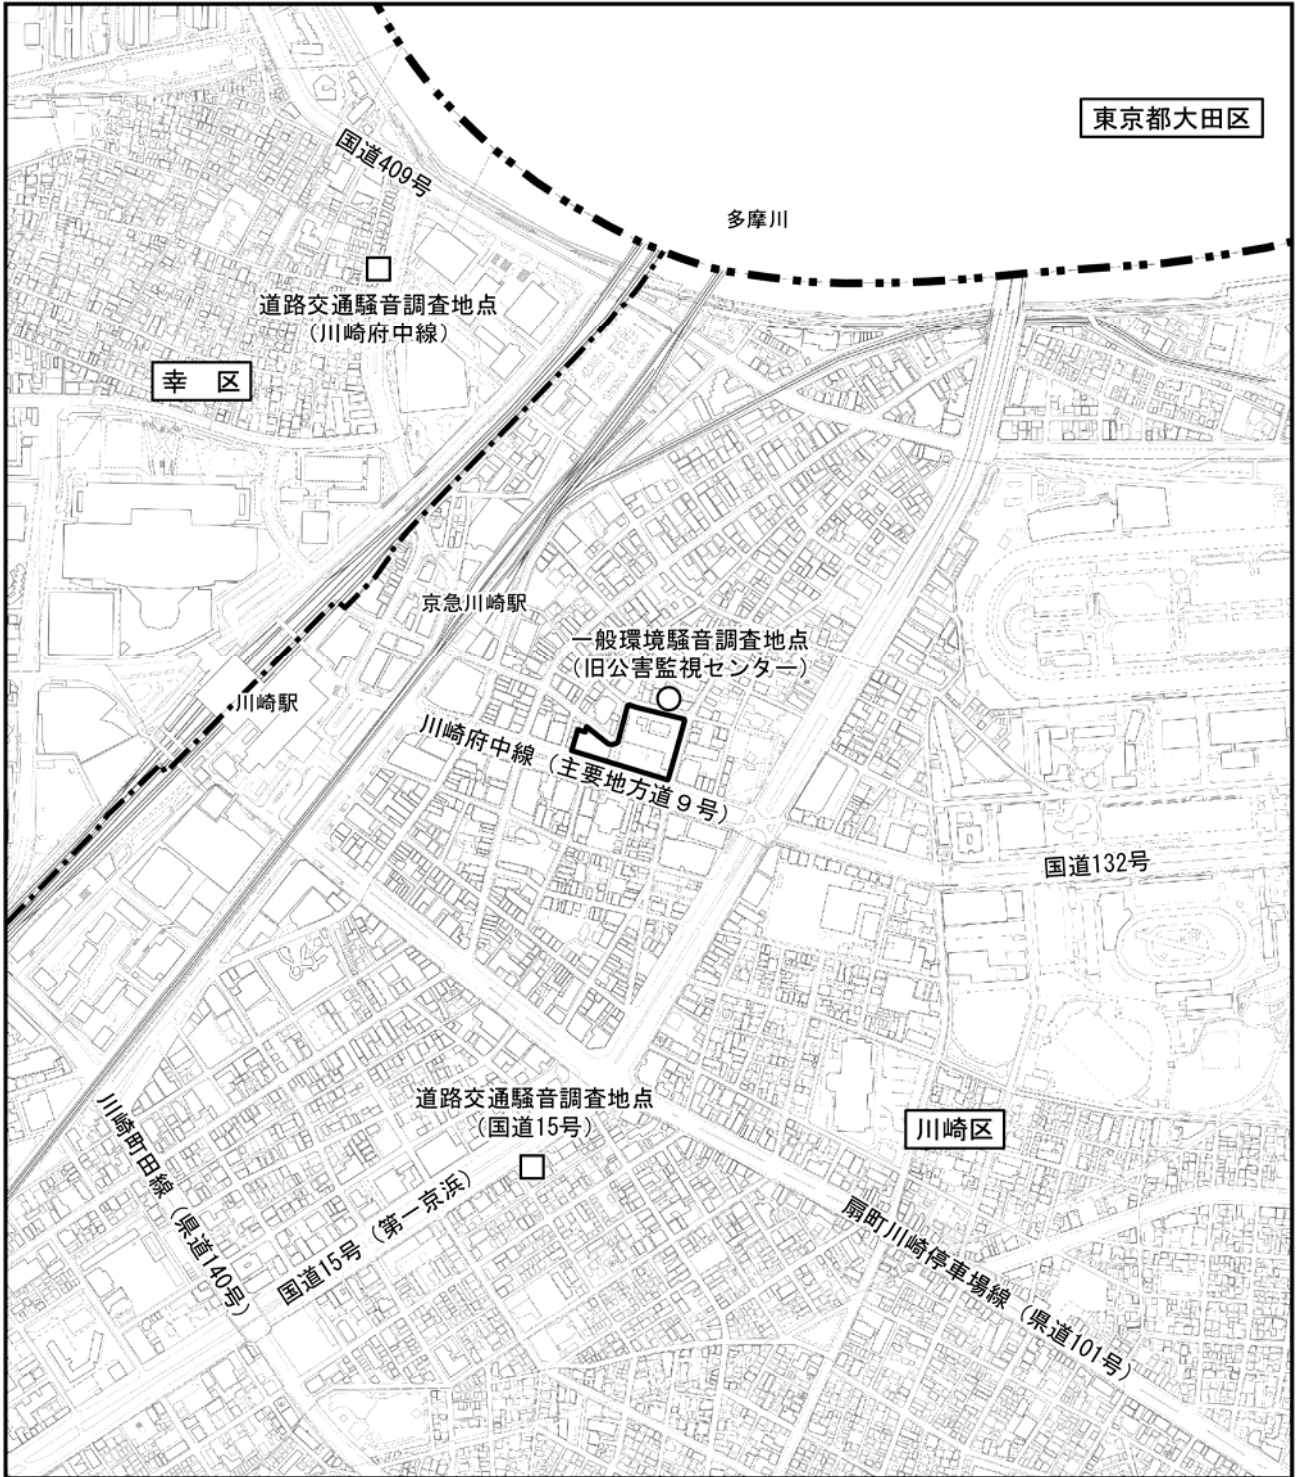 東京都大田区
国道409号
多摩川
道路交通騒音調査地点
(川崎府中線)
幸 区
京急川崎駅
一般環境騒音調査地点
(旧公害監視センター)
川崎駅
川崎府中線(主要地方道9号)
国道132号
道路交通騒音調査地点
(国道15号)
川崎区
川崎町田線(県道140号)
国道15号(第一京浜)
扇町川崎停車場線(県道101号)